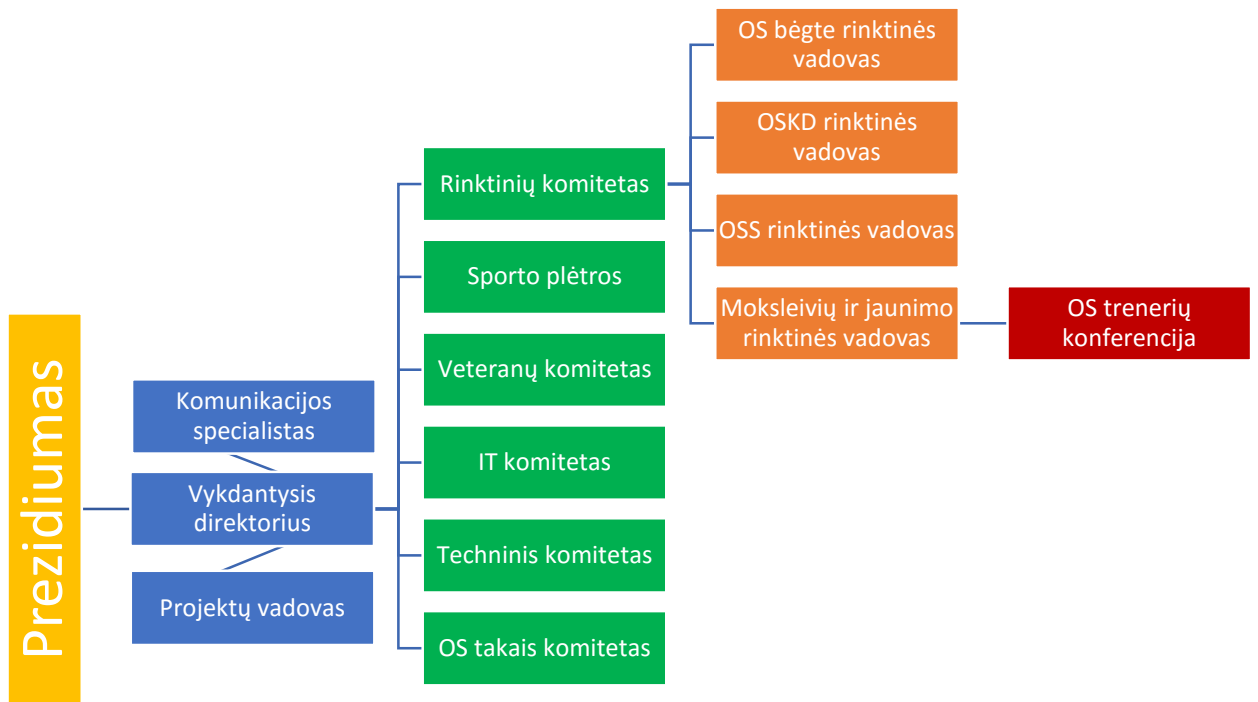 Prezidiumas
Komunikacijos
specialistas
Vykdantysis
direktorius
Projektų vadovas
Rinktinių komitetas
Sporto plėtros
Veteranų komitetas
IT komitetas
Techninis komitetas
OS takais komitetas
OS bėgte rinktinės
vadovas
OSKD rinktinės
vadovas
OSS rinktinės vadovas
Moksleivių ir jaunimo
rinktinės vadovas
OS trenerių
konferencija